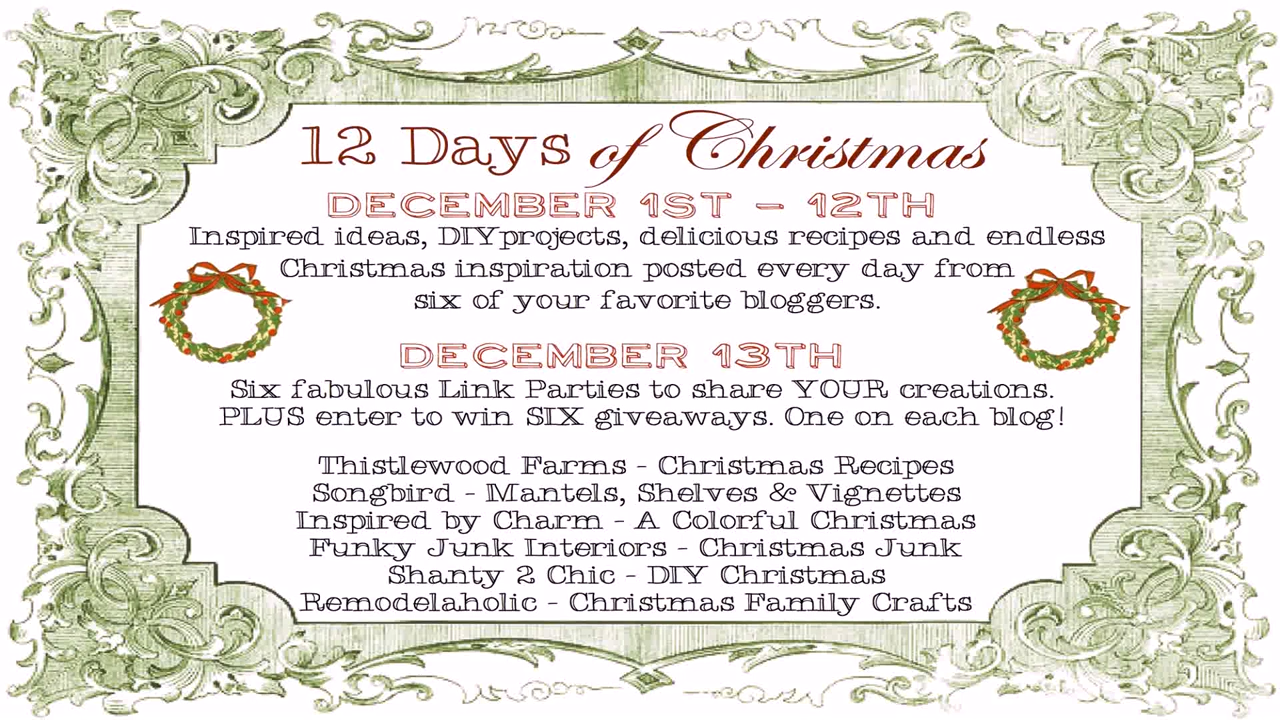 12 Days of Christmas
DECEMBER 1ST - 12TH
Inspired ideas, DIYprojects, delicious recipes and endless
Christmas inspiration posted every day from
six of your favorite bloggers.
DECEMBER 13TH
Six fabulous Link Parties to share YOUR creations.
PLUS enter to win SIX giveaways. One on each blog!
Thistlewood Farms - Christmas Recipes
Songbird - Mantels, Shelves & Vignettes
Inspired by Charm - A Colorful Christmas
Funky Junk Interiors - Christmas Junk
Shanty 2 Chic - DIY Christmas
Remodelaholic - Christmas Family Crafts